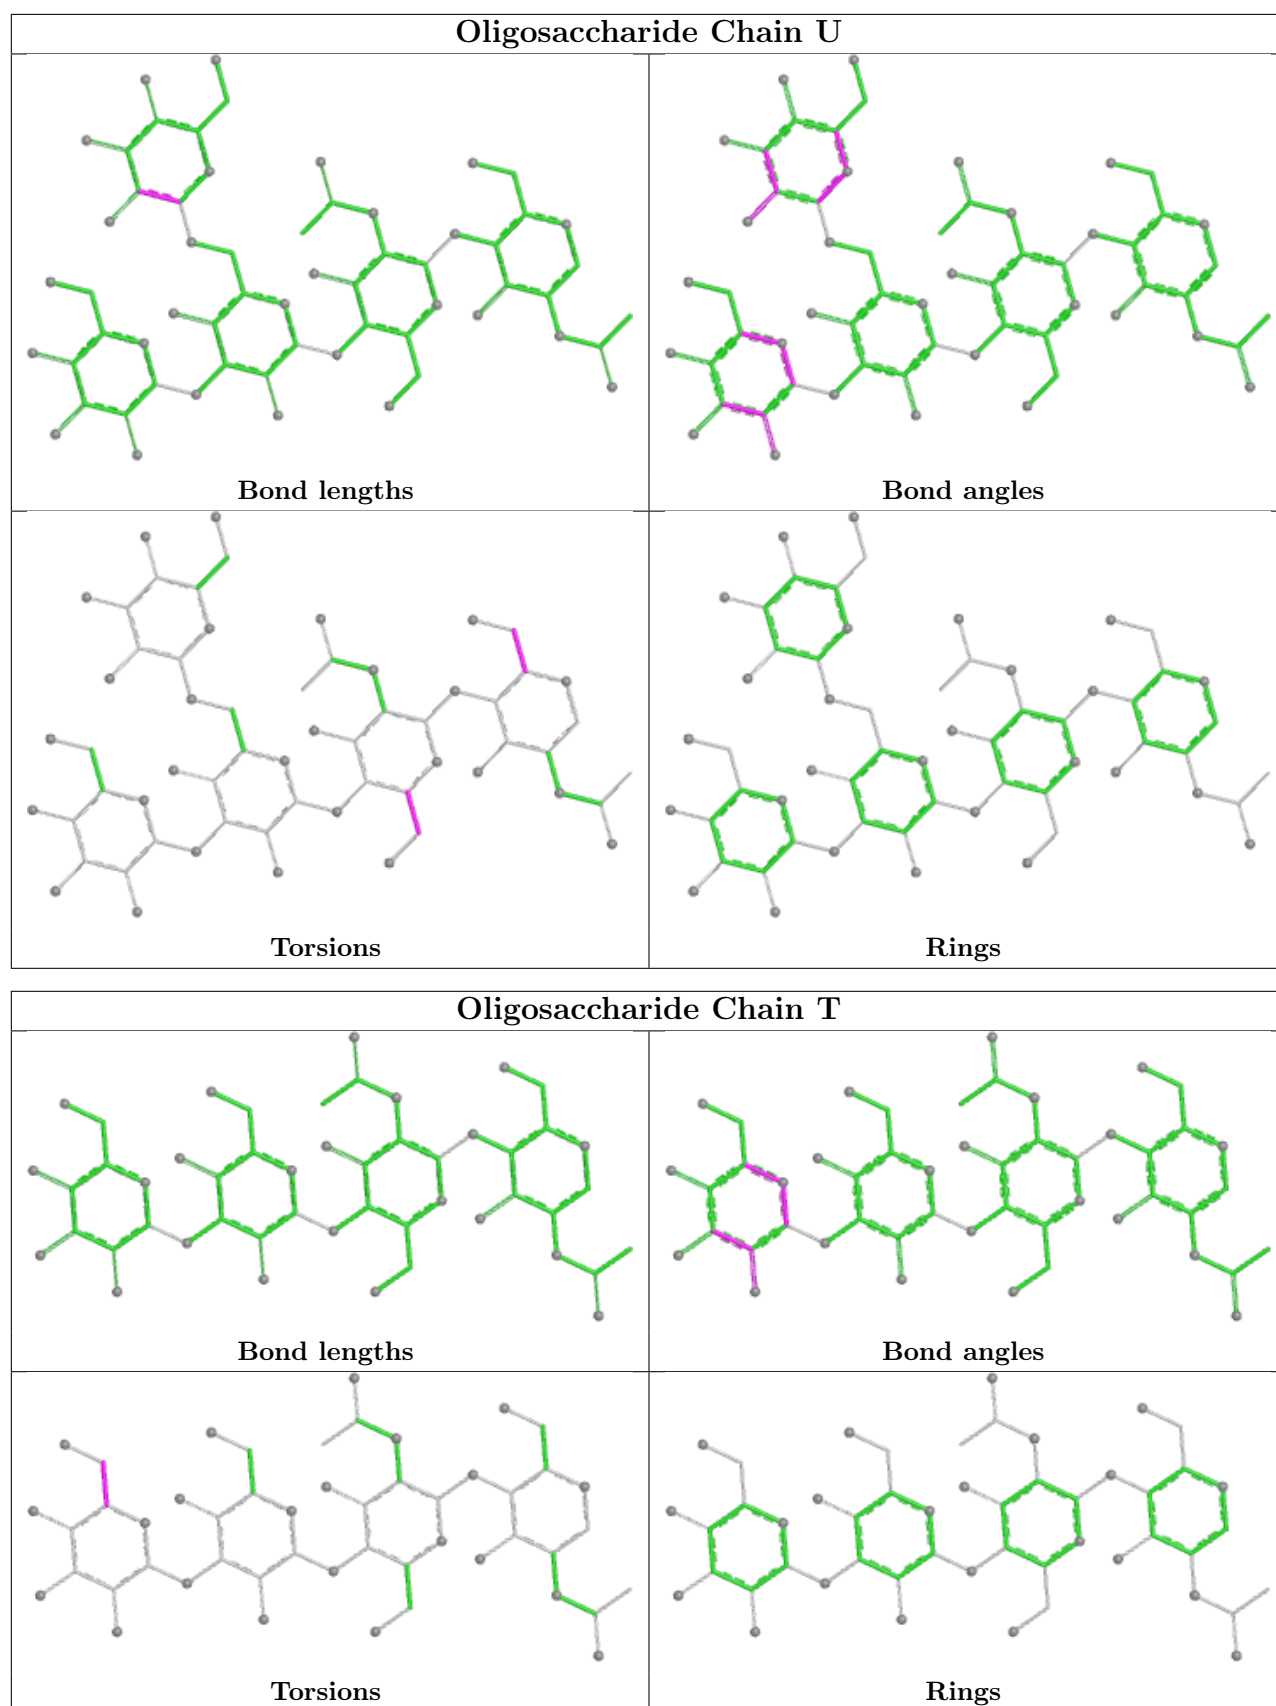 Oligosaccharide Chain U
Bond lengths
Bond angles
Torsions
Rings
Oligosaccharide Chain T
Bond lengths
Bond angles
Torsions
Rings